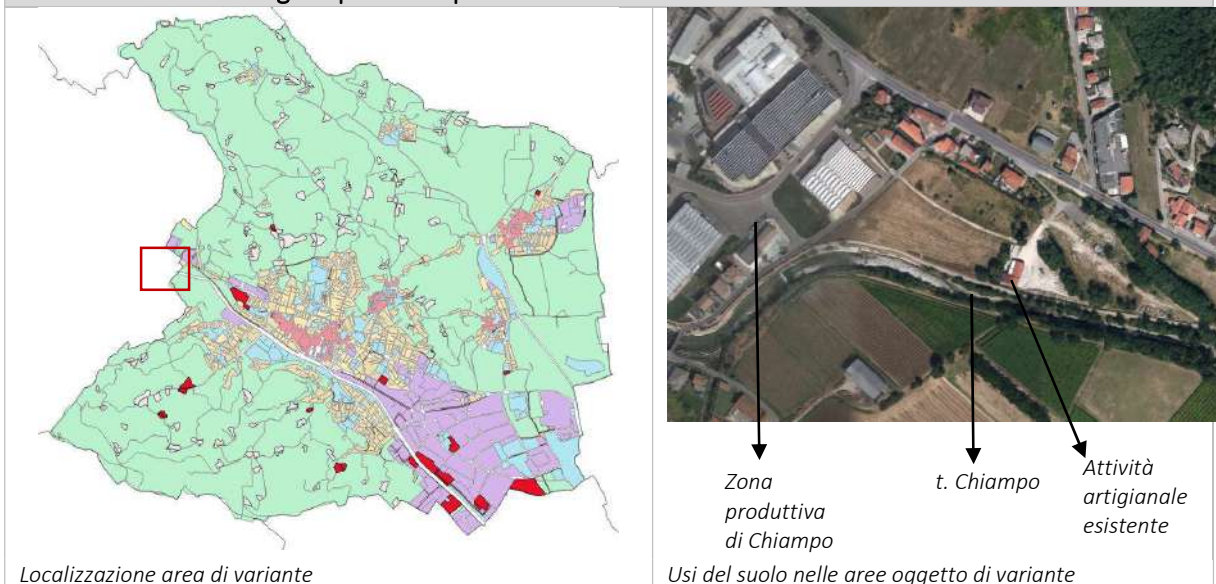 Zona
produttiva
di Chiampo
t. Chiampo
Attività
artigianale
esistente
Localizzazione area di variante
Usi del suolo nelle aree oggetto di variante